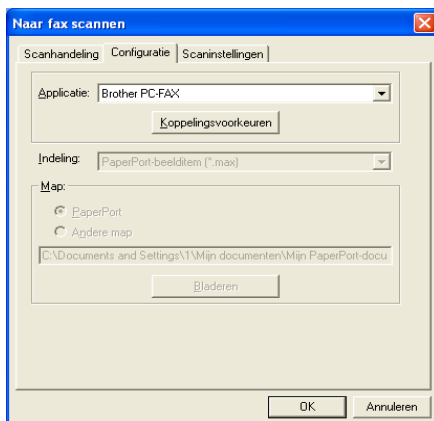 Naar fax scannen
Scanhandeling Configuratie Scaninstellingen
Applicatie: Brother PC-FAX
Koppelingsvoorkeuren
Indeling: PaperPort-beelditem (*.max)
Map:
PaperPort
Andere map
C:\Documents and Settings\1\Mijn documenten\Mijn PaperPort-docu
Bladeren
OK Annuleren